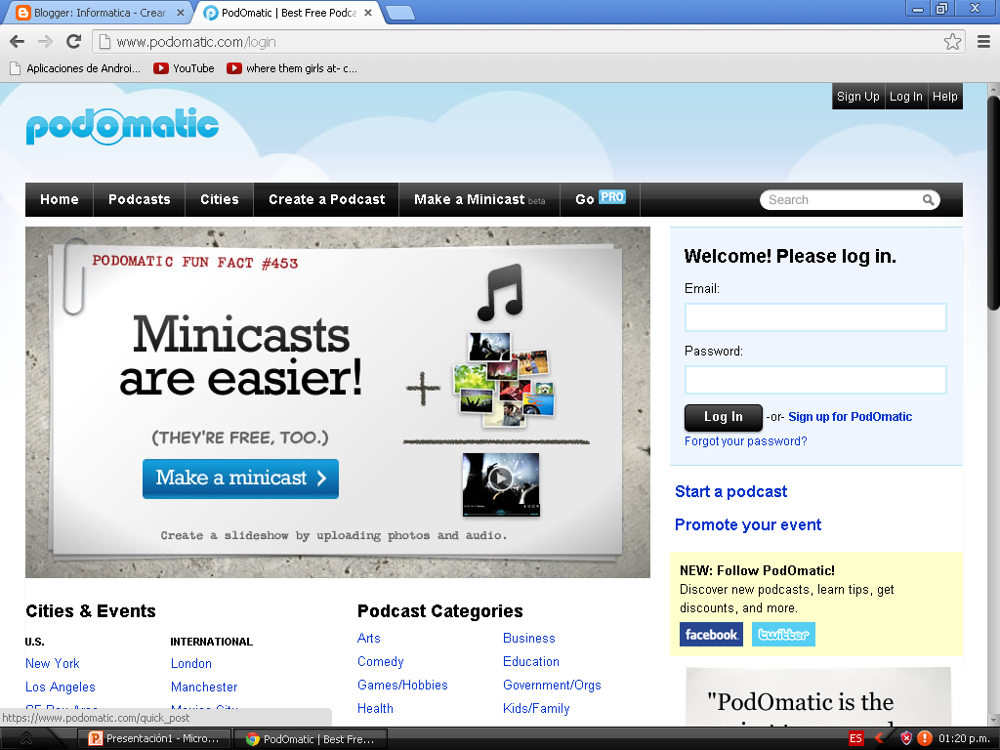 Blogger: Informatica - Crear
PodOmatic | Best Free Podca
www.podomatic.com/login
Aplicaciones de Androi...
YouTube
where them girls at- c...
Sign Up
Log In
Help
podomatic
Home
Podcasts
Cities
Create a Podcast
Make a Minicast beta
Go PRO
Search
PODOMATIC FUN FACT #453
Minicasts
are easier!
(THEY'RE FREE, TOO.)
Make a minicast
Create a slideshow by uploading photos and audio.
Welcome! Please log in.
Email:
Password:
Log In -or- Sign up for PodOmatic
Forgot your password?
Start a podcast
Promote your event
NEW: Follow PodOmatic!
Discover new podcasts, learn tips, get
discounts, and more.
facebook twitter
"PodOmatic is the
Cities & Events
U.S.
New York
Los Angeles
SF Bay Area
INTERNATIONAL
London
Manchester
Mexico City
Podcast Categories
Arts
Comedy
Games/Hobbies
Health
Business
Education
Government/Orgs
Kids/Family
https://www.podomatic.com/quick_post
Presentación1 - Micro...
PodOmatic | Best Fre...
ES
01:20 p.m.